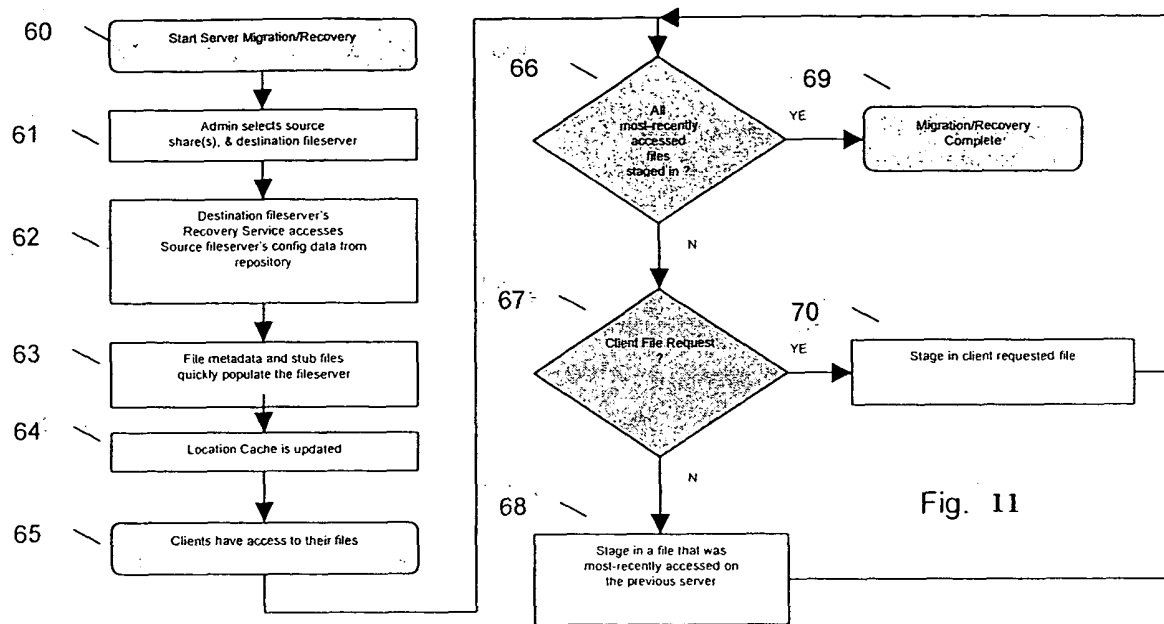 60
Start Server Migration/Recovery
61
Admin selects source
share(s), & destination fileserver
62
Destination fileserver's
Recovery Service accesses
Source fileserver's config data from
repository
63
File metadata and stub files
quickly populate the fileserver
64
Location Cache is updated
65
Clients have access to their files
66
All
most-recently
accessed
files
staged in ?
YE
69
Migration/Recovery
Complete
N
67
Client File Request
?
YE
70
Stage in client requested file
N
68
Stage in a file that was
most-recently accessed on
the previous server
Fig. 11